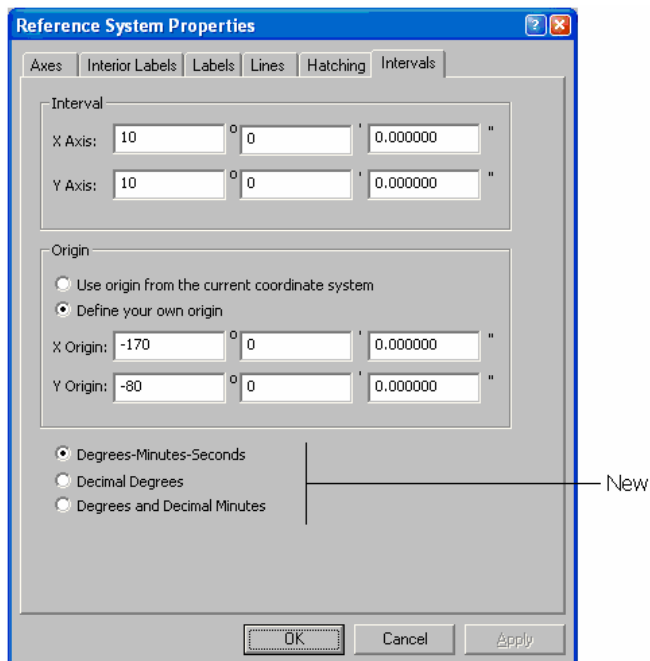 Reference System Properties
Axes Interior Labels Labels Lines Hatching Intervals
Interval
X Axis: 10 ° 0 ' 0.000000 "
Y Axis: 10 ° 0 ' 0.000000 "
Origin
Use origin from the current coordinate system
Define your own origin
X Origin: -170 ° 0 ' 0.000000 "
Y Origin: -80 ° 0 ' 0.000000 "
Degrees-Minutes-Seconds
Decimal Degrees
Degrees and Decimal Minutes
New
OK Cancel Apply